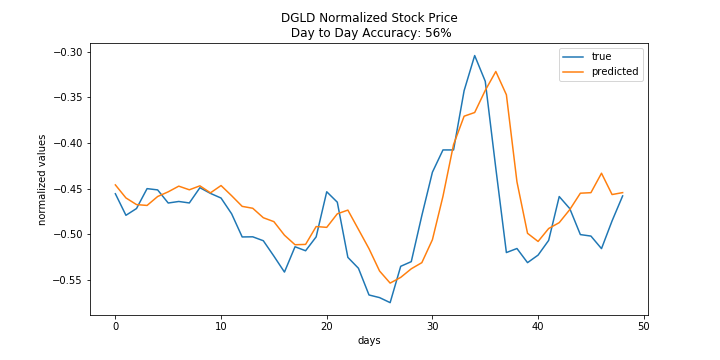 DGLD Normalized Stock Price
Day to Day Accuracy: 56%
true
predicted
normalized values
−0.30
−0.35
−0.40
−0.45
−0.50
−0.55
0
10
20
30
40
50
days